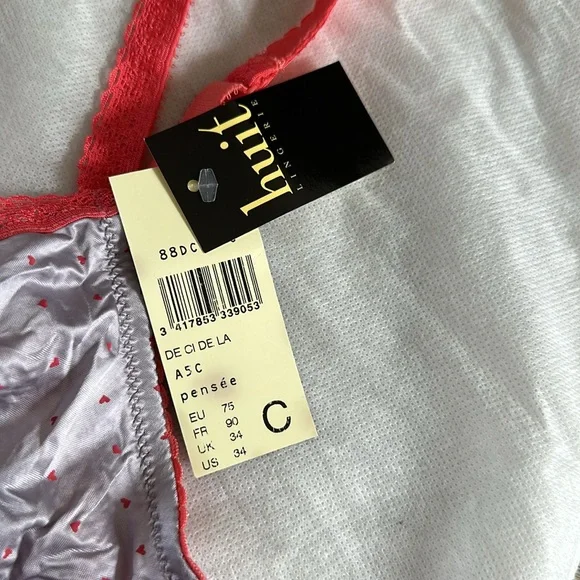 huit
LINGERIE
88DC
3 417853 339053
DE CI DE LA
A5C
pensée
EU 75
FR 90
UK 34
US 34
C